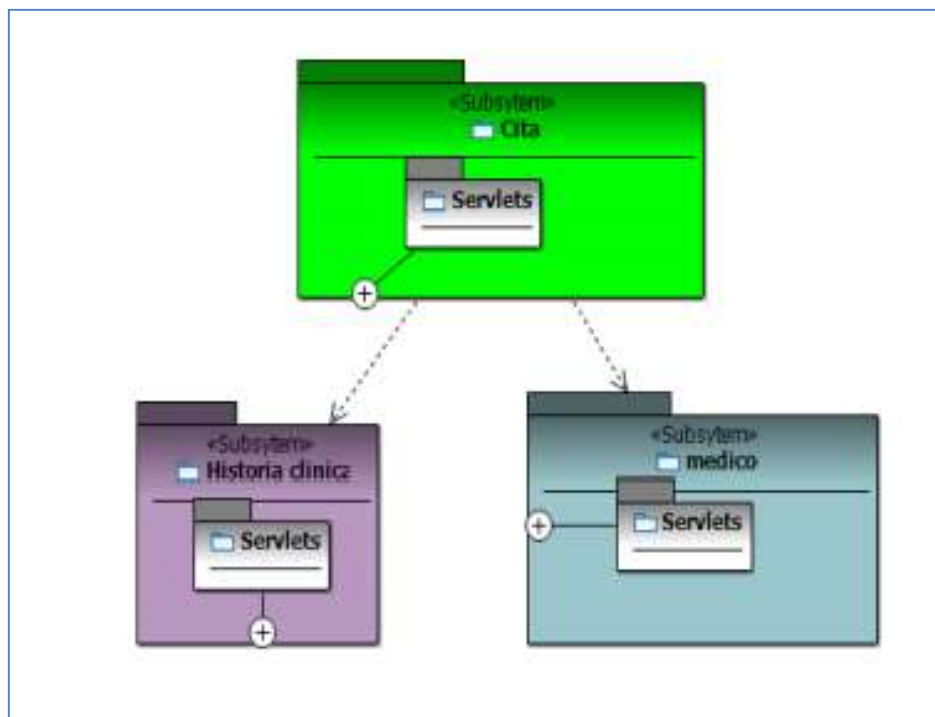 «Subsytem»
Cita
Servlets
«Subsytem»
Historia clinica
Servlets
«Subsytem»
medico
Servlets